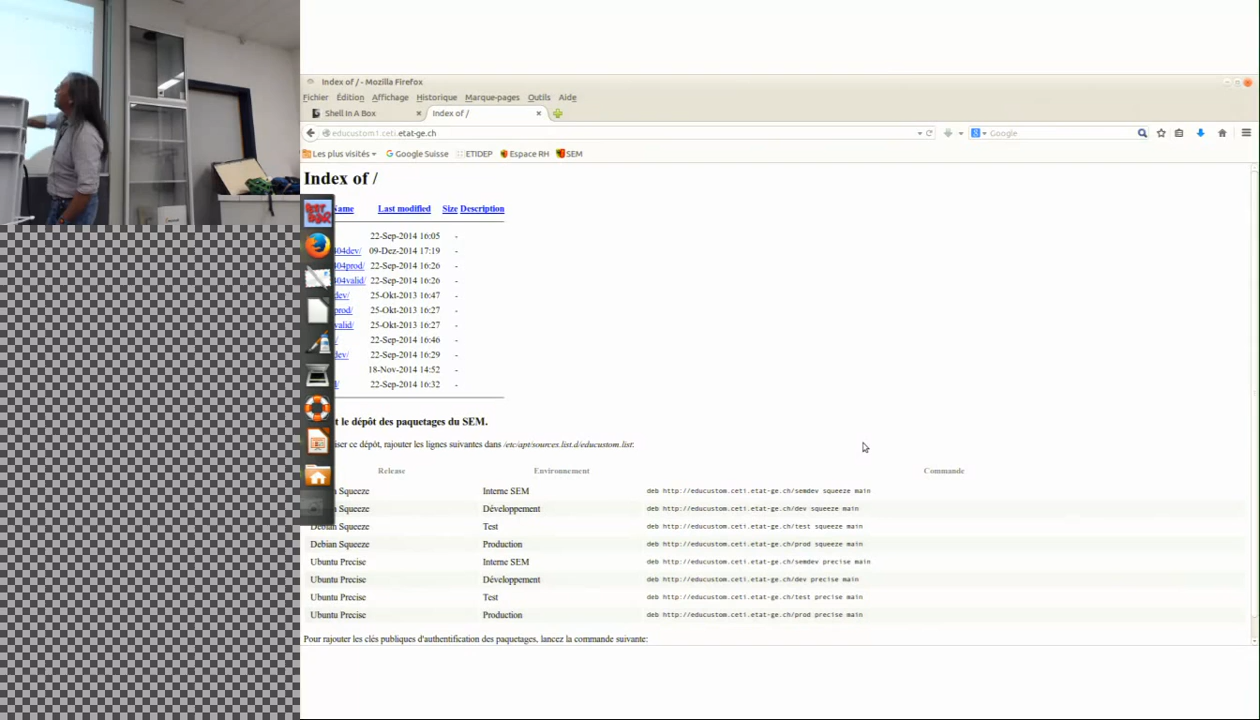 Index of / - Mozilla Firefox
Fichier Édition Affichage Historique Marque-pages Outils Aide
Shell In A Box Index of /
educustom1.ceti.etat-ge.ch Google
Les plus visités Google Suisse ETIDEP Espace RH SEM
Index of /
Name Last modified Size Description
22-Sep-2014 16:05 -
404dev/ 09-Dez-2014 17:19 -
404prod/ 22-Sep-2014 16:26 -
404valid/ 22-Sep-2014 16:26 -
dev/ 25-Okt-2013 16:47 -
prod/ 25-Okt-2013 16:27 -
valid/ 25-Okt-2013 16:27 -
/ 22-Sep-2014 16:46 -
dev/ 22-Sep-2014 16:29 -
18-Nov-2014 14:52 -
/ 22-Sep-2014 16:32 -
t le dépôt des paquetages du SEM.
iser ce dépôt, rajouter les lignes suivantes dans /etc/apt/sources.list.d/educustom.list:
Release Environnement Commande
Squeeze Interne SEM deb http://educustom.ceti.etat-ge.ch/semdev squeeze main
Squeeze Développement deb http://educustom.ceti.etat-ge.ch/dev squeeze main
Debian Squeeze Test deb http://educustom.ceti.etat-ge.ch/test squeeze main
Debian Squeeze Production deb http://educustom.ceti.etat-ge.ch/prod squeeze main
Ubuntu Precise Interne SEM deb http://educustom.ceti.etat-ge.ch/semdev precise main
Ubuntu Precise Développement deb http://educustom.ceti.etat-ge.ch/dev precise main
Ubuntu Precise Test deb http://educustom.ceti.etat-ge.ch/test precise main
Ubuntu Precise Production deb http://educustom.ceti.etat-ge.ch/prod precise main
Pour rajouter les clés publiques d'authentification des paquetages, lancez la commande suivante: